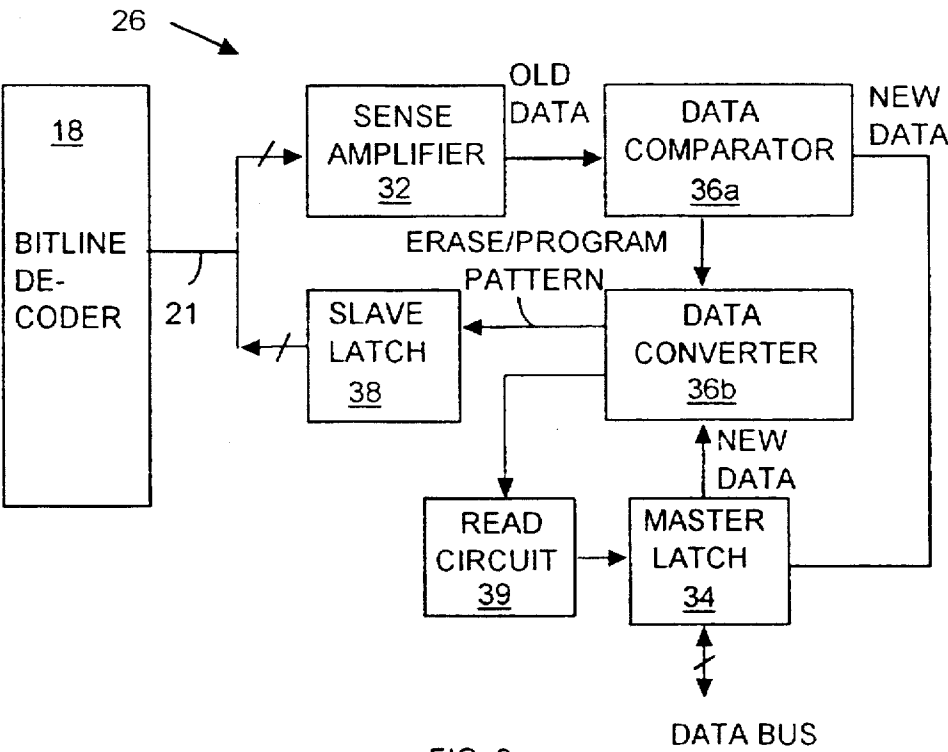 26
18
BITLINE
DE-
CODER
21
SENSE
AMPLIFIER
32
OLD
DATA
DATA
COMPARATOR
36a
NEW
DATA
ERASE/PROGRAM
PATTERN
SLAVE
LATCH
38
DATA
CONVERTER
36b
NEW
DATA
READ
CIRCUIT
39
MASTER
LATCH
34
DATA BUS